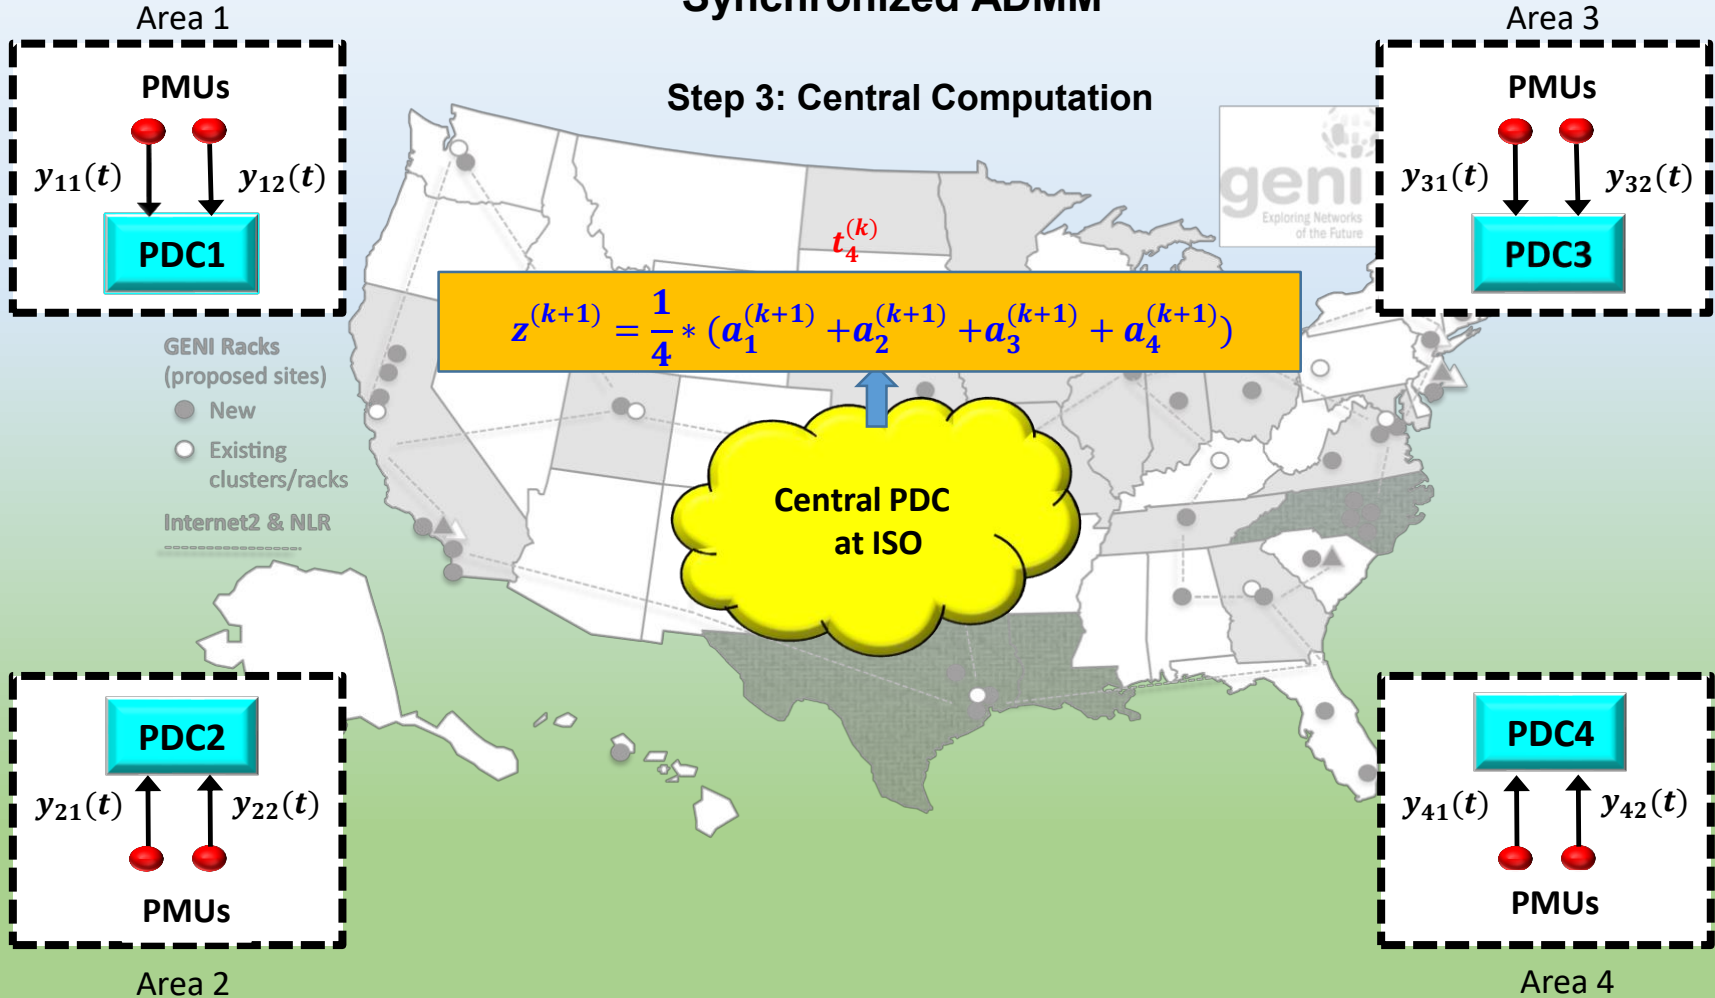 Synchronized ADMM
Area 1
Area 3
Step 3: Central Computation
PMUs
y₁₁(t)
y₁₂(t)
PDC1
PMUs
y₃₁(t)
y₃₂(t)
PDC3
geni
Exploring Networks
of the Future
t₄⁽ᵏ⁾
z⁽ᵏ⁺¹⁾ = 1/4 * (a₁⁽ᵏ⁺¹⁾ + a₂⁽ᵏ⁺¹⁾ + a₃⁽ᵏ⁺¹⁾ + a₄⁽ᵏ⁺¹⁾)
GENI Racks
(proposed sites)
New
Existing
clusters/racks
Internet2 & NLR
Central PDC
at ISO
PDC2
y₂₁(t)
y₂₂(t)
PMUs
Area 2
PDC4
y₄₁(t)
y₄₂(t)
PMUs
Area 4